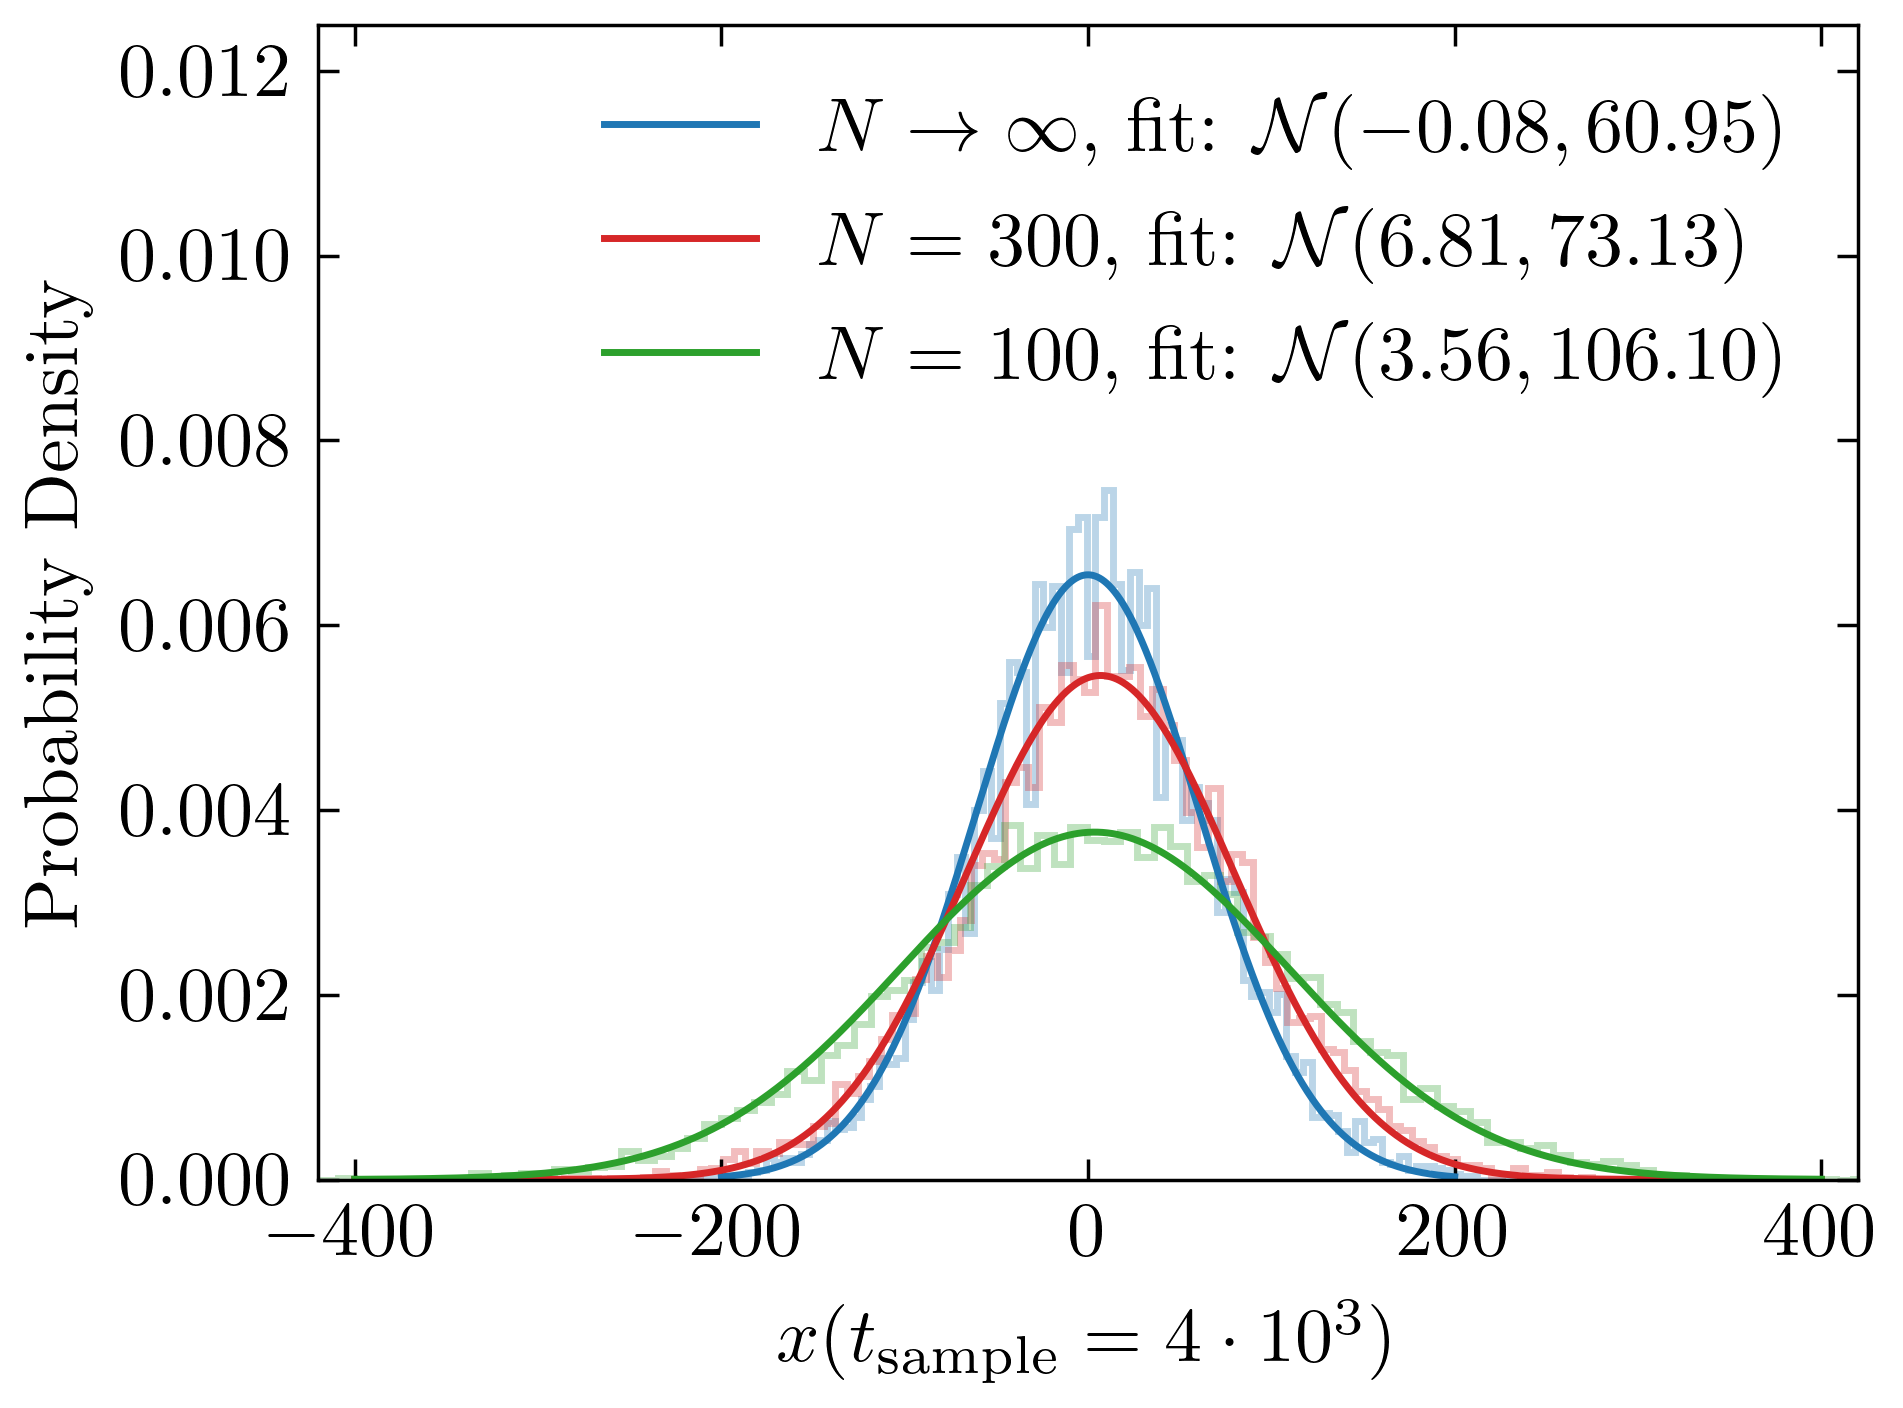 0.012
0.010
0.008
0.006
0.004
0.002
0.000
Probability Density
N → ∞, fit: 𝒩(−0.08, 60.95)
N = 300, fit: 𝒩(6.81, 73.13)
N = 100, fit: 𝒩(3.56, 106.10)
−400 −200 0 200 400
x(t_sample = 4 · 10³)